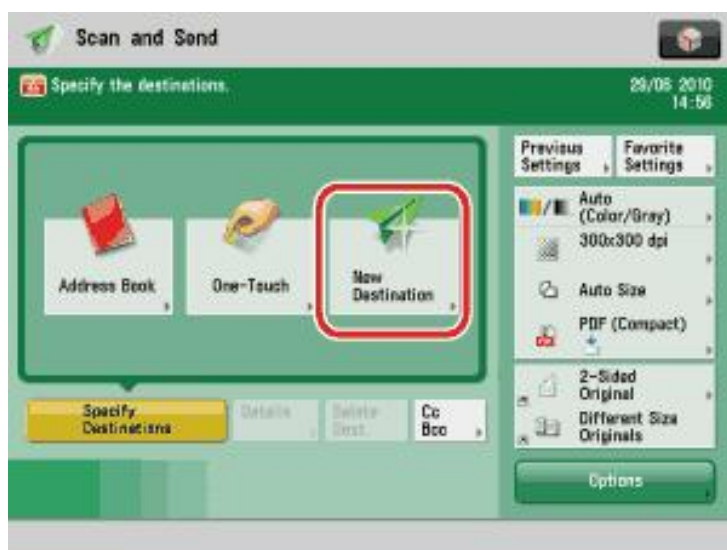 Scan and Send
Specify the destinations.
29/06 2010
14:56
Previous
Settings
Favorite
Settings
Address Book
One-Touch
New
Destination
Auto
(Color/Gray)
300x300 dpi
Auto Size
PDF (Compact)
2-Sided
Original
Different Size
Originals
Specify
Destinations
Details
Delete
Dest.
Cc
Bcc
Options